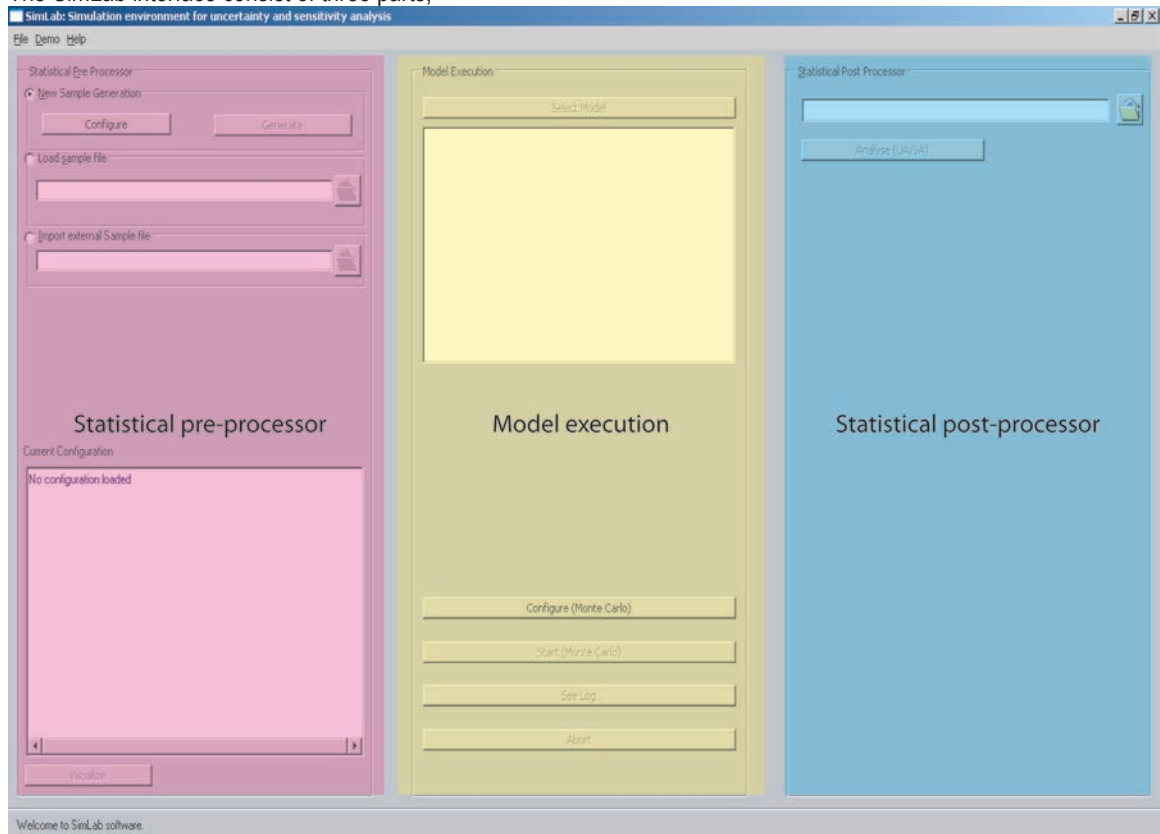 The SimLab interface consist of three parts;
SimLab: Simulation environment for uncertainty and sensitivity analysis
File Demo Help
Statistical Pre Processor
New Sample Generation
Configure
Generate
Load sample file
Import external Sample file
Statistical pre-processor
Current Configuration
No configuration loaded
Visualize
Model Execution
Select Model
Model execution
Configure (Monte Carlo)
Start (Monte Carlo)
See Log
Abort
Statistical Post Processor
Analyse (UA/SA)
Statistical post-processor
Welcome to SimLab software.